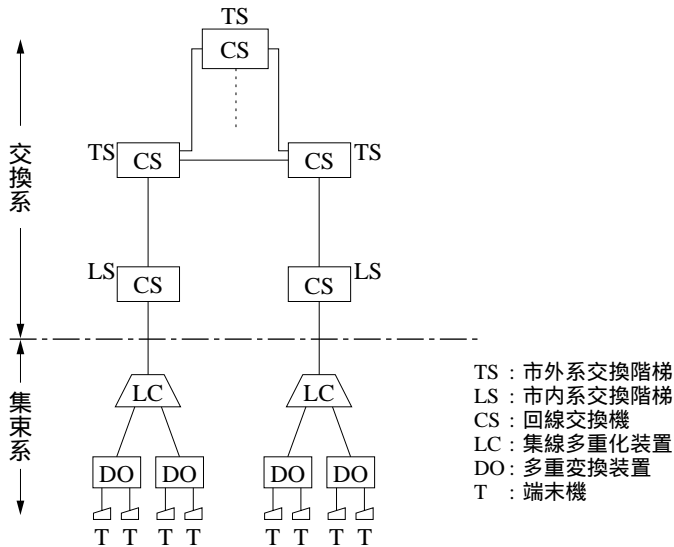 TS
CS
TS CS CS TS
交換系
LS CS CS LS
LC LC
集束系
DO DO DO DO
T T T T T T T T
TS : 市外系交換階梯
LS : 市内系交換階梯
CS : 回線交換機
LC : 集線多重化装置
DO : 多重変換装置
T : 端末機